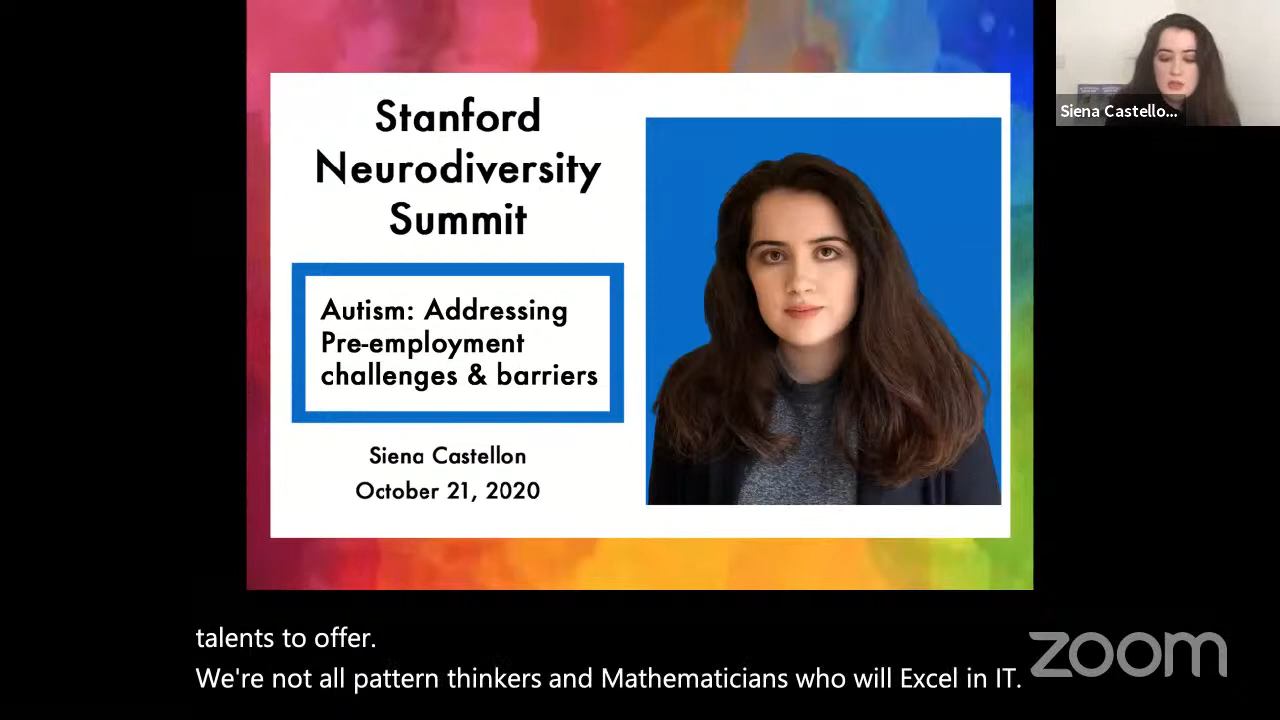 Stanford
Neurodiversity
Summit
Autism: Addressing
Pre-employment
challenges & barriers
Siena Castellon
October 21, 2020
Siena Castello...
talents to offer.
We're not all pattern thinkers and Mathematicians who will Excel in IT.
zoom